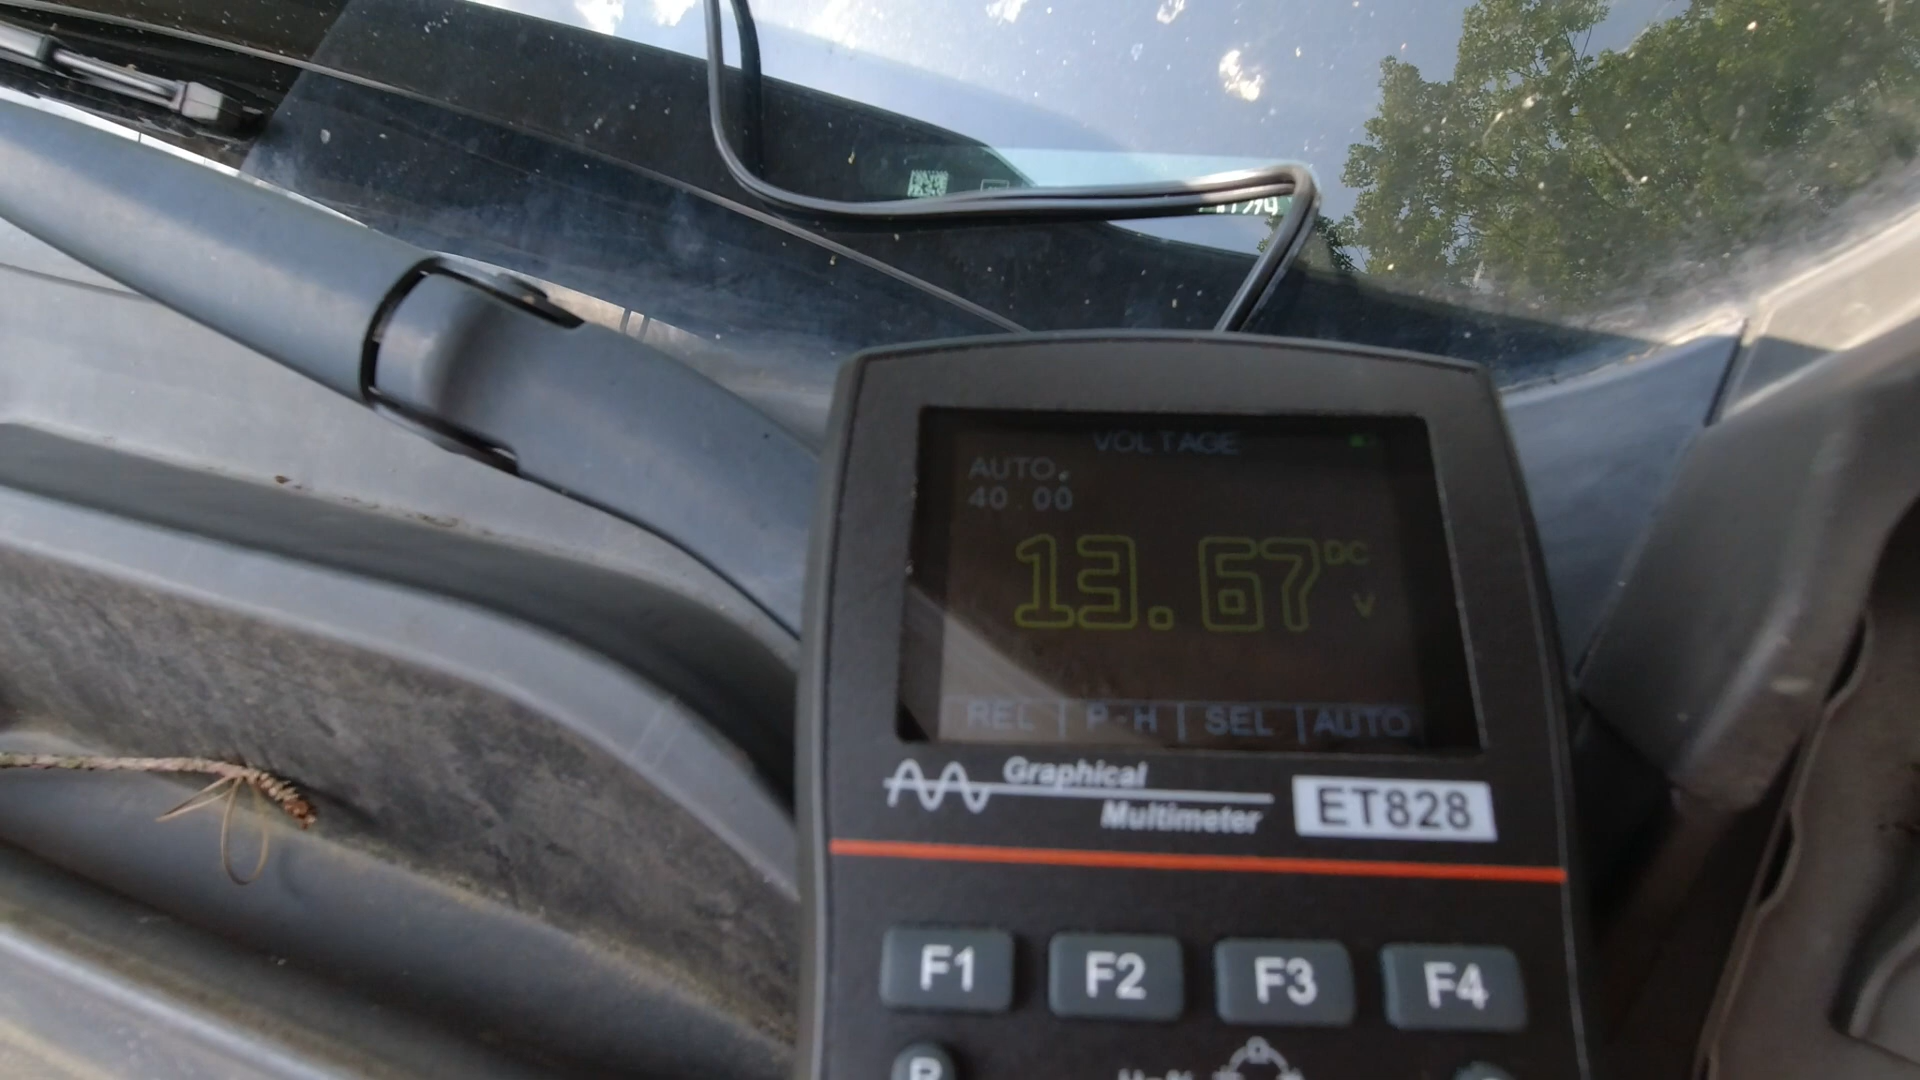 VOLTAGE
AUTO.
40.00
13.67 DC V
REL | P-H | SEL | AUTO
Graphical
Multimeter
ET828
F1 F2 F3 F4